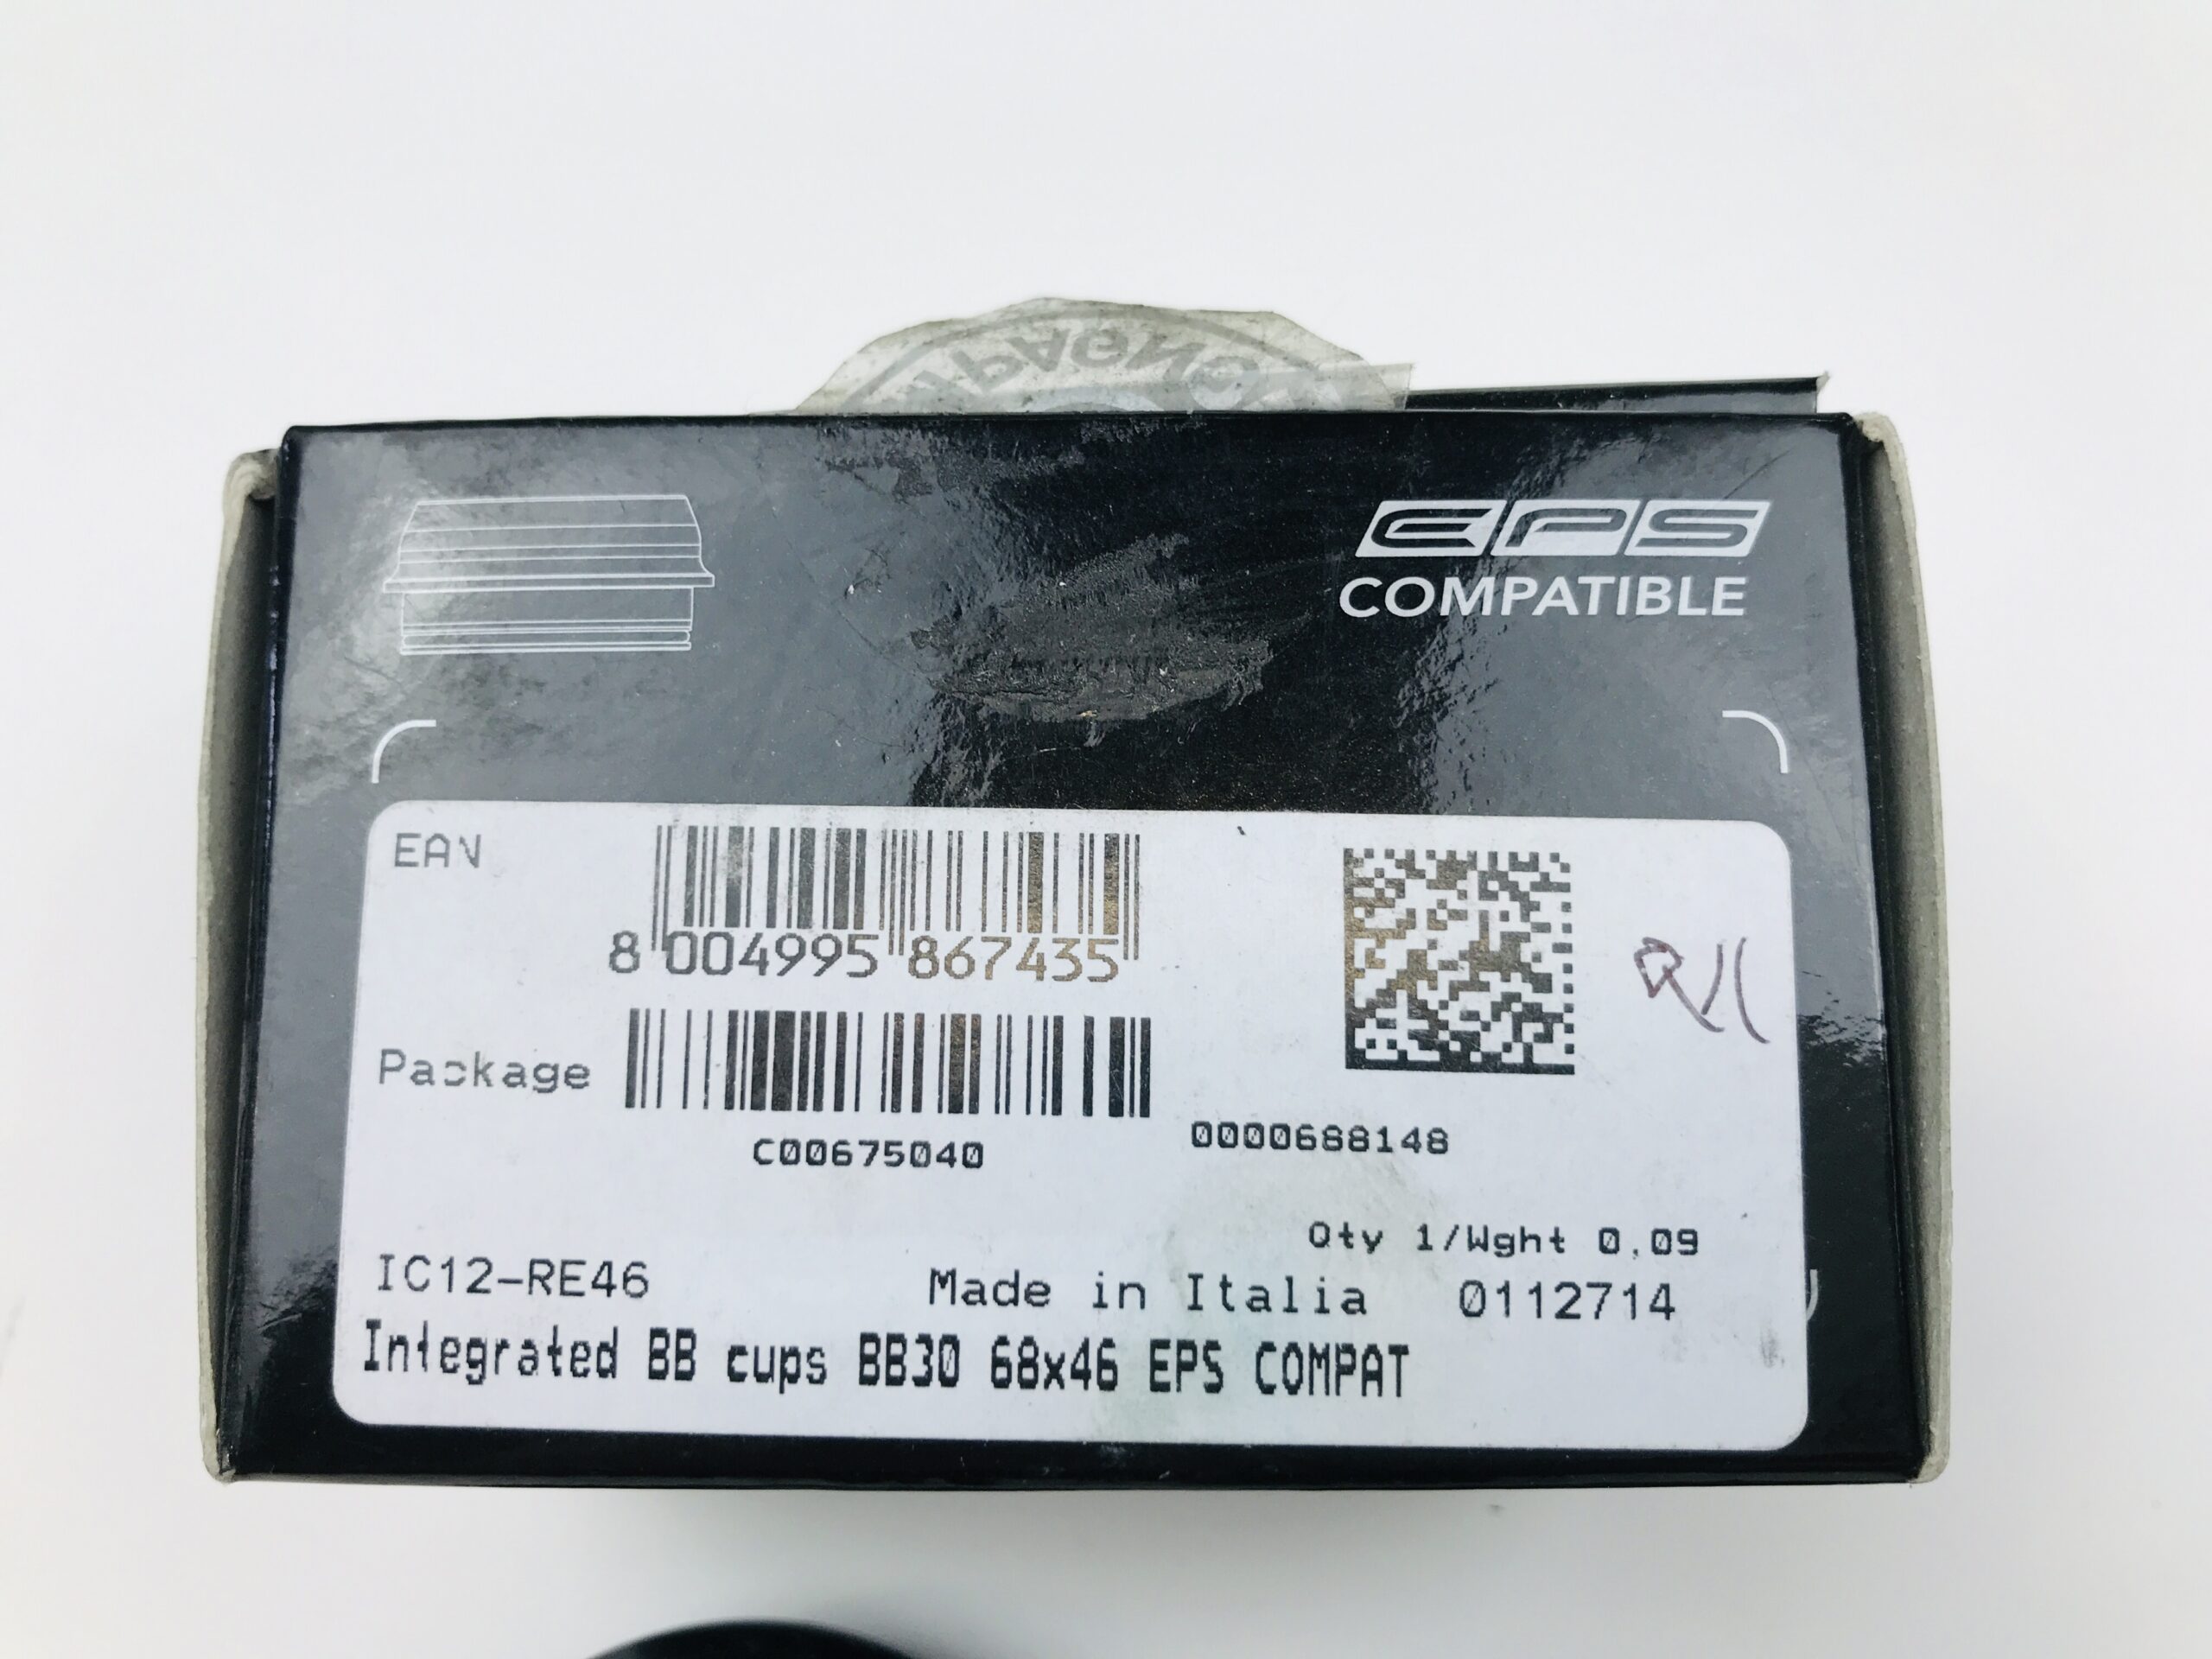 EPS
COMPATIBLE
EAN
8 004995 867435
Package
C00675040
0000688148
Qty 1/Wght 0.09
IC12-RE46
Made in Italia
0112714
Integrated BB cups BB30 68x46 EPS COMPAT